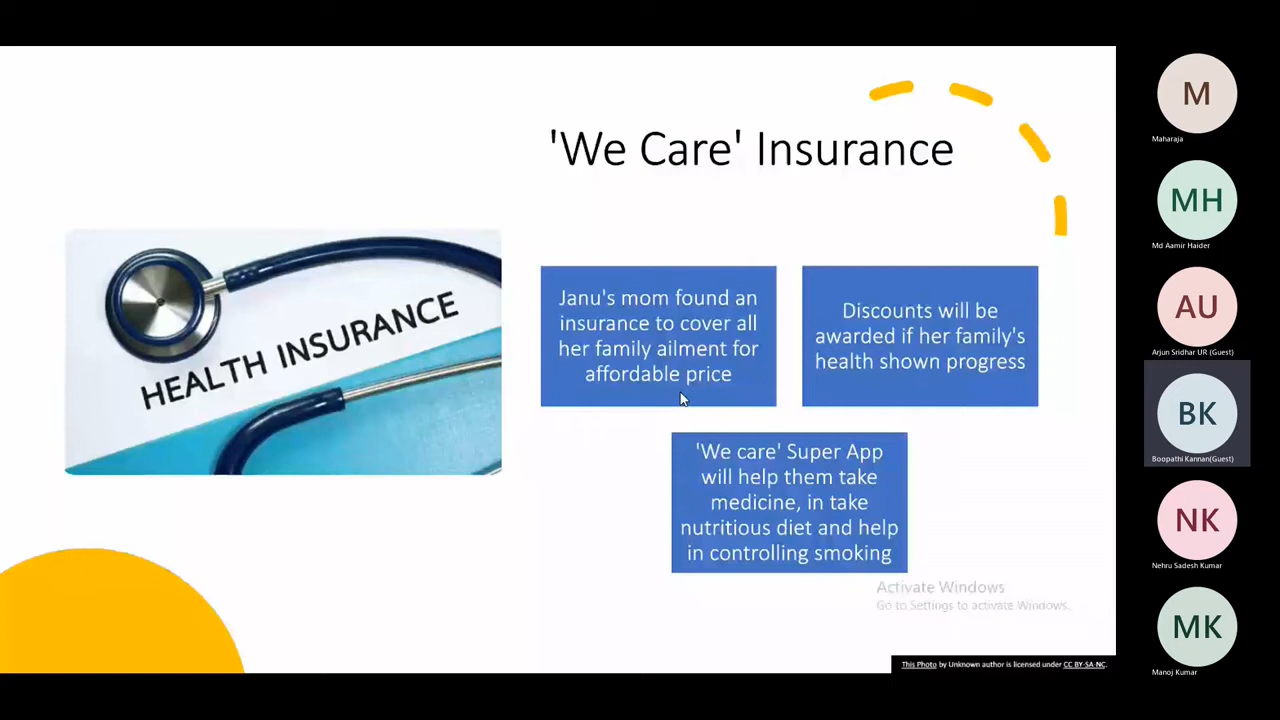 'We Care' Insurance
HEALTH INSURANCE
Janu's mom found an
insurance to cover all
her family ailment for
affordable price
Discounts will be
awarded if her family's
health shown progress
'We care' Super App
will help them take
medicine, in take
nutritious diet and help
in controlling smoking
Activate Windows
Go to Settings to activate Windows.
This Photo by Unknown author is licensed under CC BY-SA-NC.
M
Maharaja
MH
Md Aamir Haider
AU
Arjun Sridhar UR (Guest)
BK
Boopathi Kannan(Guest)
NK
Nehru Sadesh Kumar
MK
Manoj Kumar